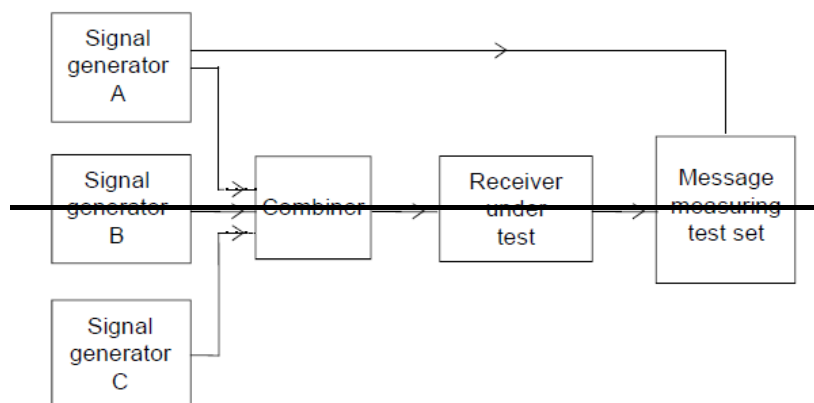 Signal
generator
A
Signal
generator
B
Signal
generator
C
Combiner
Receiver
under
test
Message
measuring
test set